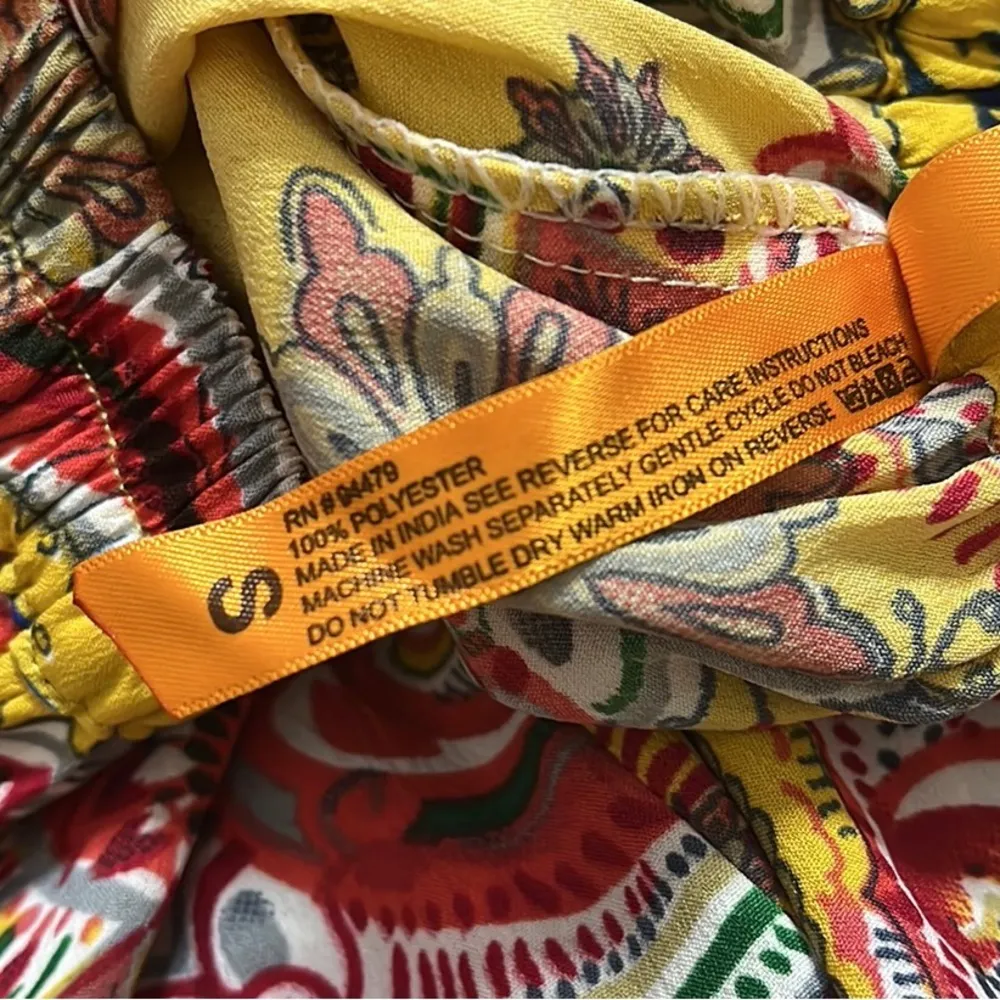 S
RN # 94479
100% POLYESTER
MADE IN INDIA SEE REVERSE FOR CARE INSTRUCTIONS
MACHINE WASH SEPARATELY GENTLE CYCLE DO NOT BLEACH
DO NOT TUMBLE DRY WARM IRON ON REVERSE